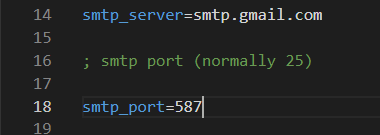 14 smtp_server=smtp.gmail.com
15
16 ; smtp port (normally 25)
17
18 smtp_port=587
19